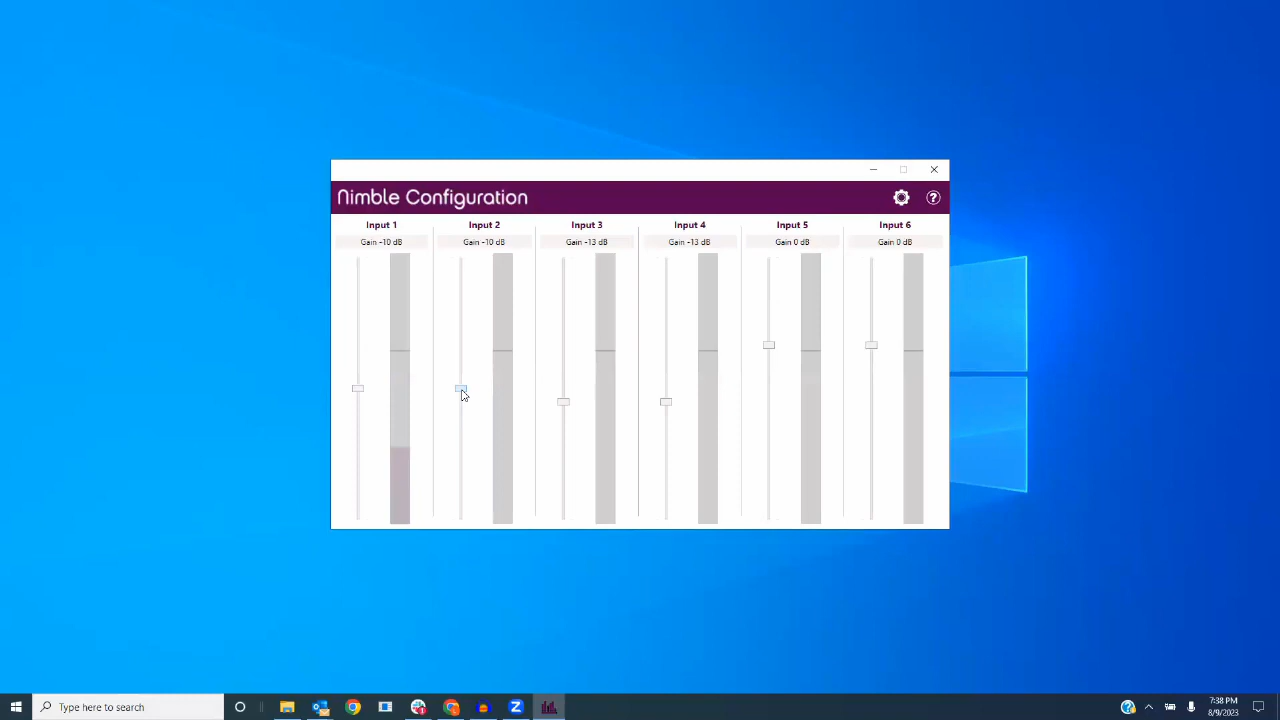 Nimble Configuration
Input 1
Input 2
Input 3
Input 4
Input 5
Input 6
Gain -10 dB
Gain -10 dB
Gain -13 dB
Gain -13 dB
Gain 0 dB
Gain 0 dB
Type here to search
7:38 PM
8/9/2023